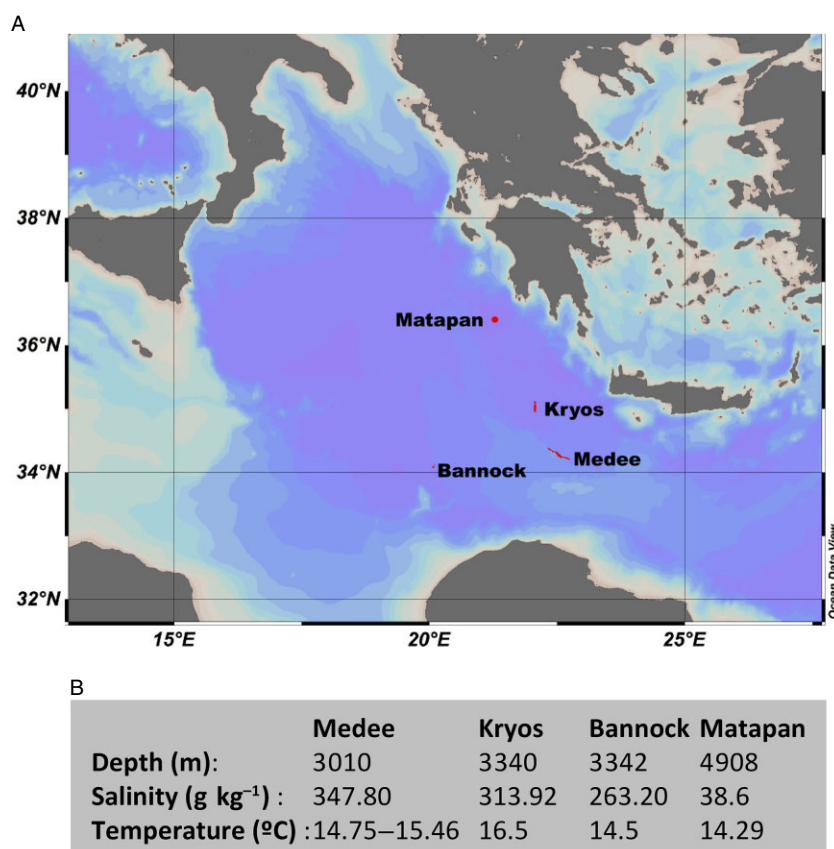 A
40°N
38°N
Matapan
36°N
Kryos
Medee
34°N
Bannock
32°N
Ocean Data View
15°E 20°E 25°E
B
Medee Kryos Bannock Matapan
Depth (m): 3010 3340 3342 4908
Salinity (g kg⁻¹) : 347.80 313.92 263.20 38.6
Temperature (ºC) :14.75–15.46 16.5 14.5 14.29